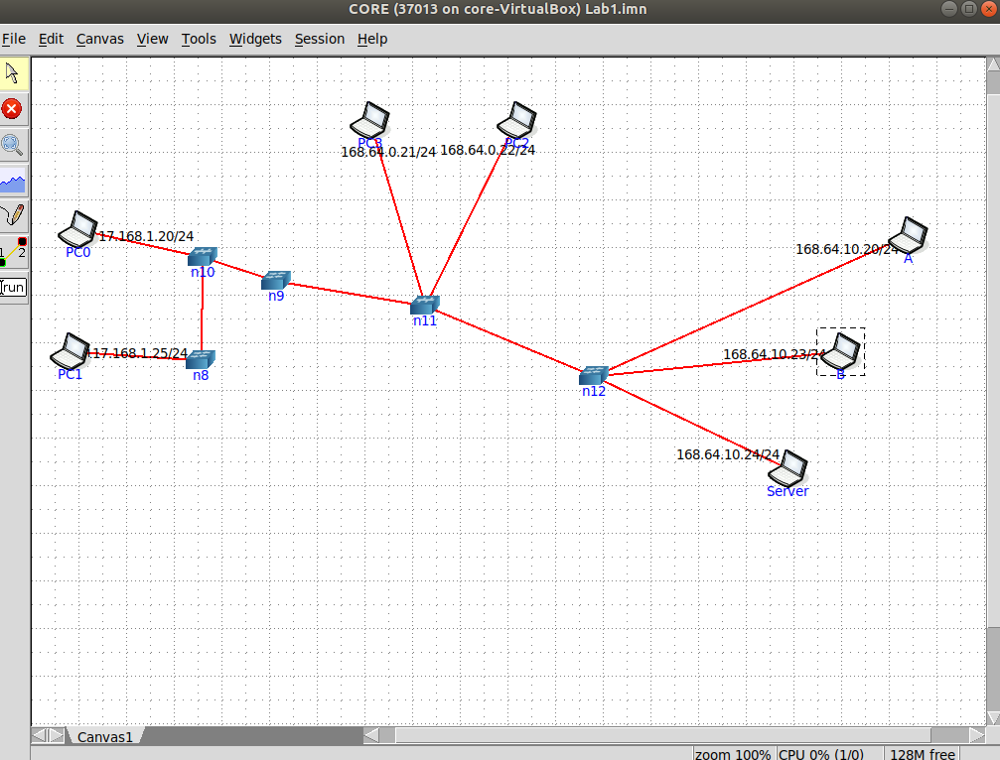 CORE (37013 on core-VirtualBox) Lab1.imn
File Edit Canvas View Tools Widgets Session Help
PC3
PC2
168.64.0.21/24
168.64.0.22/24
17.168.1.20/24
PC0
n10
168.64.10.20/24
A
n9
n11
17.168.1.25/24
PC1
n8
168.64.10.23/24
B
n12
168.64.10.24/24
Server
1 2
run
Canvas1
zoom 100% CPU 0% (1/0) 128M free